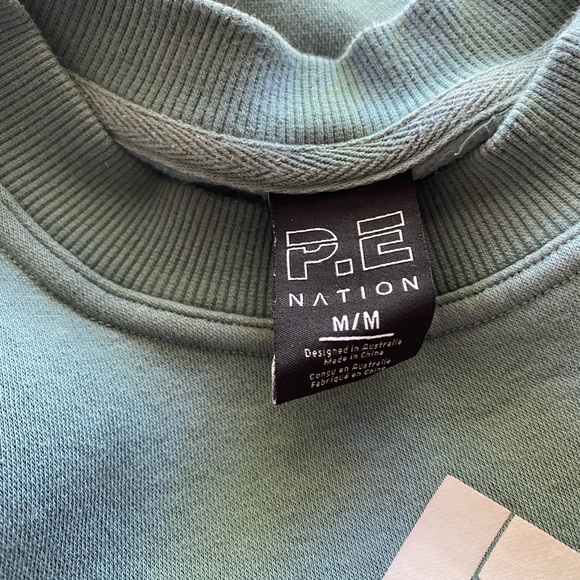 P.E
NATION
M/M
Designed in Australia
Made in China
Conçu en Australie
Fabriqué en Chine